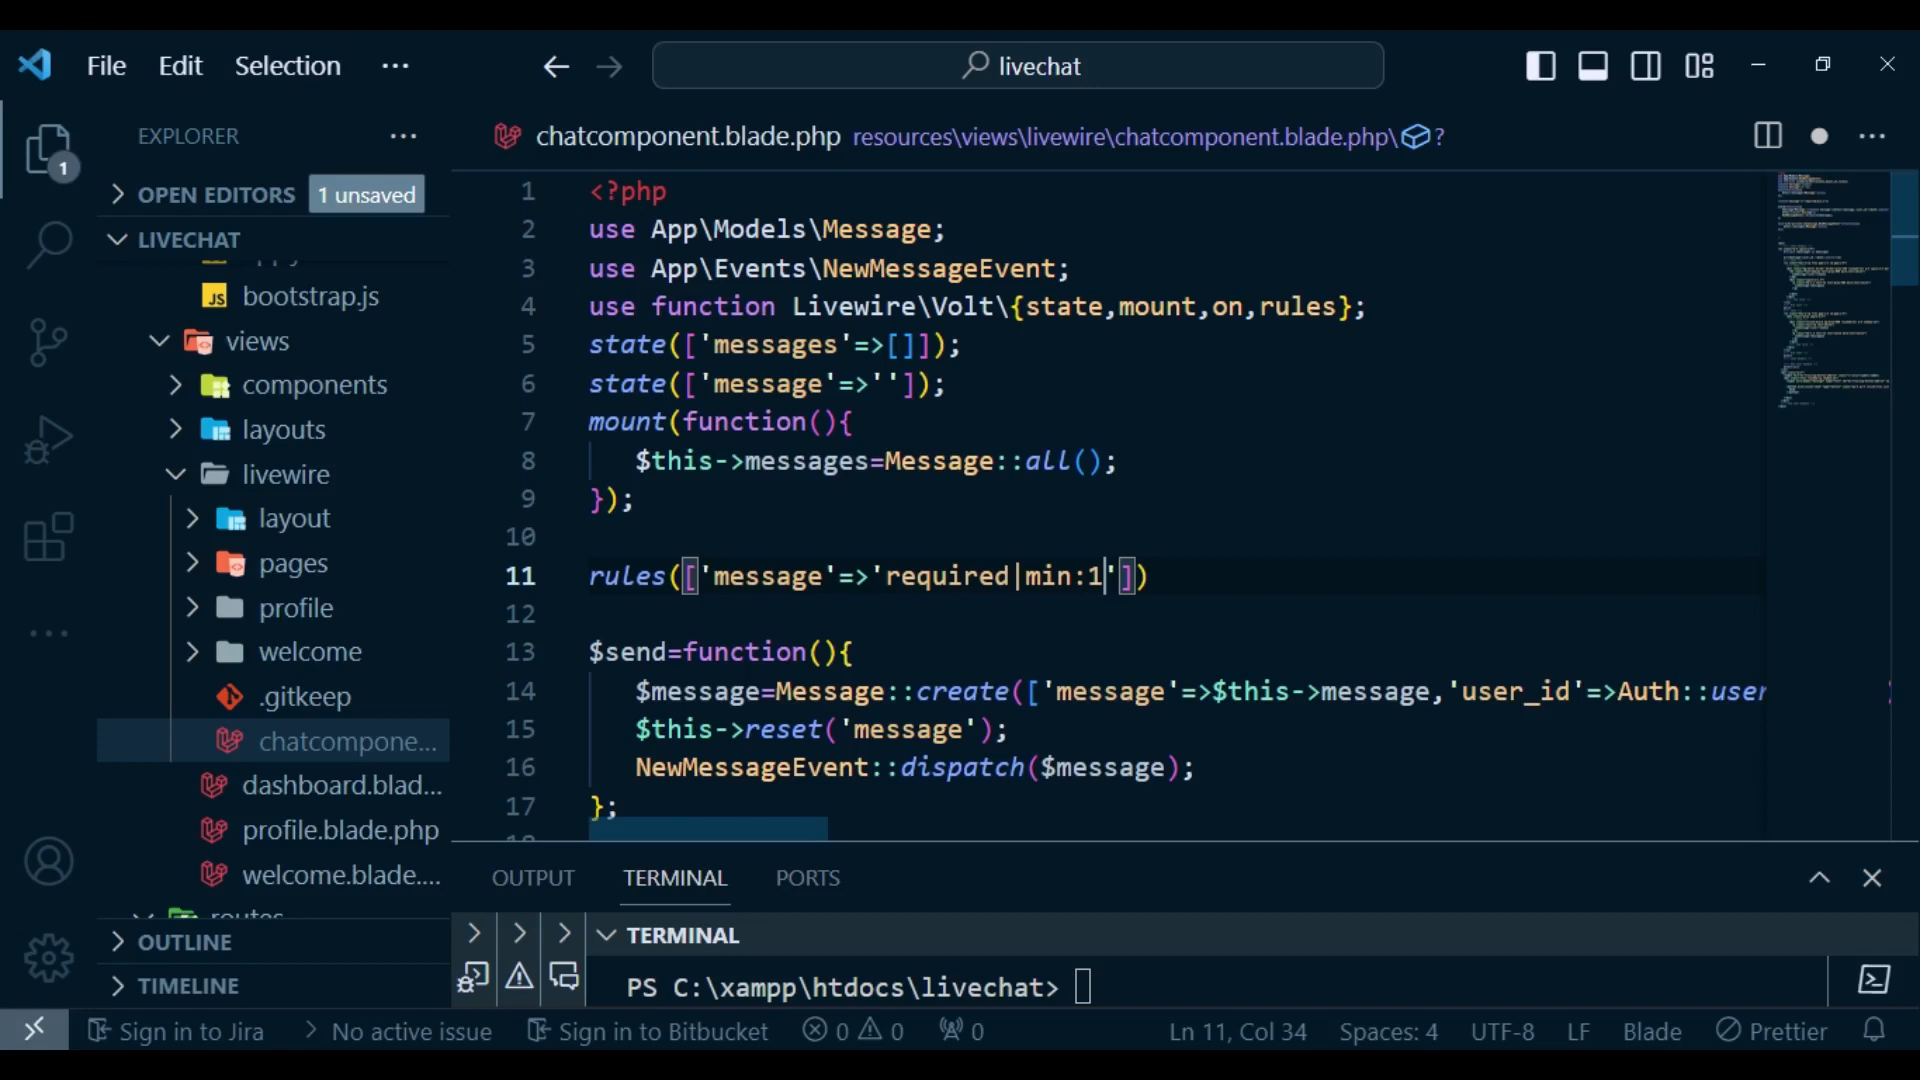 File Edit Selection ···
livechat
EXPLORER ···
OPEN EDITORS 1 unsaved
LIVECHAT
JS bootstrap.js
views
components
layouts
livewire
layout
pages
profile
welcome
.gitkeep
chatcompone...
dashboard.blad...
profile.blade.php
welcome.blade....
routes
OUTLINE
TIMELINE
1
chatcomponent.blade.php resources\views\livewire\chatcomponent.blade.php\ ?
1 <?php
2 use App\Models\Message;
3 use App\Events\NewMessageEvent;
4 use function Livewire\Volt\{state,mount,on,rules};
5 state(['messages'=>[]]);
6 state(['message'=>'']);
7 mount(function(){
8 $this->messages=Message::all();
9 });
10
11 rules(['message'=>'required|min:1'])
12
13 $send=function(){
14 $message=Message::create(['message'=>$this->message,'user_id'=>Auth::user
15 $this->reset('message');
16 NewMessageEvent::dispatch($message);
17 };
OUTPUT TERMINAL PORTS
TERMINAL
PS C:\xampp\htdocs\livechat>
Sign in to Jira No active issue Sign in to Bitbucket 0 0 0 Ln 11, Col 34 Spaces: 4 UTF-8 LF Blade Prettier